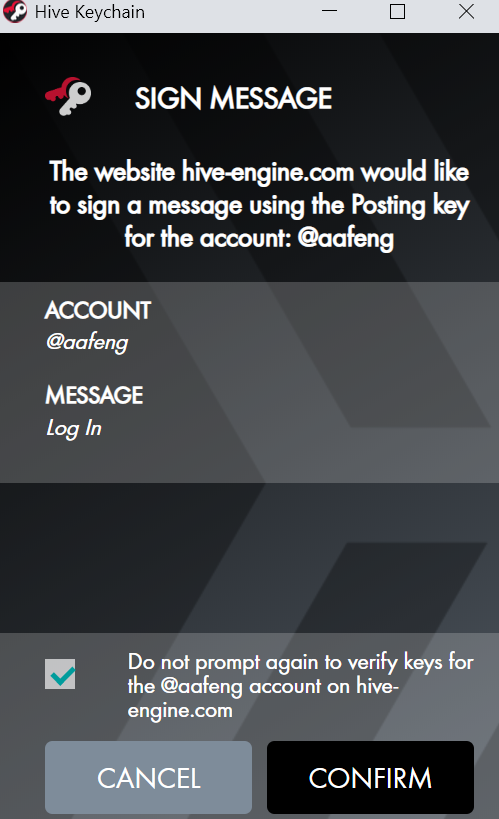 Hive Keychain
SIGN MESSAGE
The website hive-engine.com would like
to sign a message using the Posting key
for the account: @aafeng
ACCOUNT
@aafeng
MESSAGE
Log In
Do not prompt again to verify keys for
the @aafeng account on hive-
engine.com
CANCEL
CONFIRM